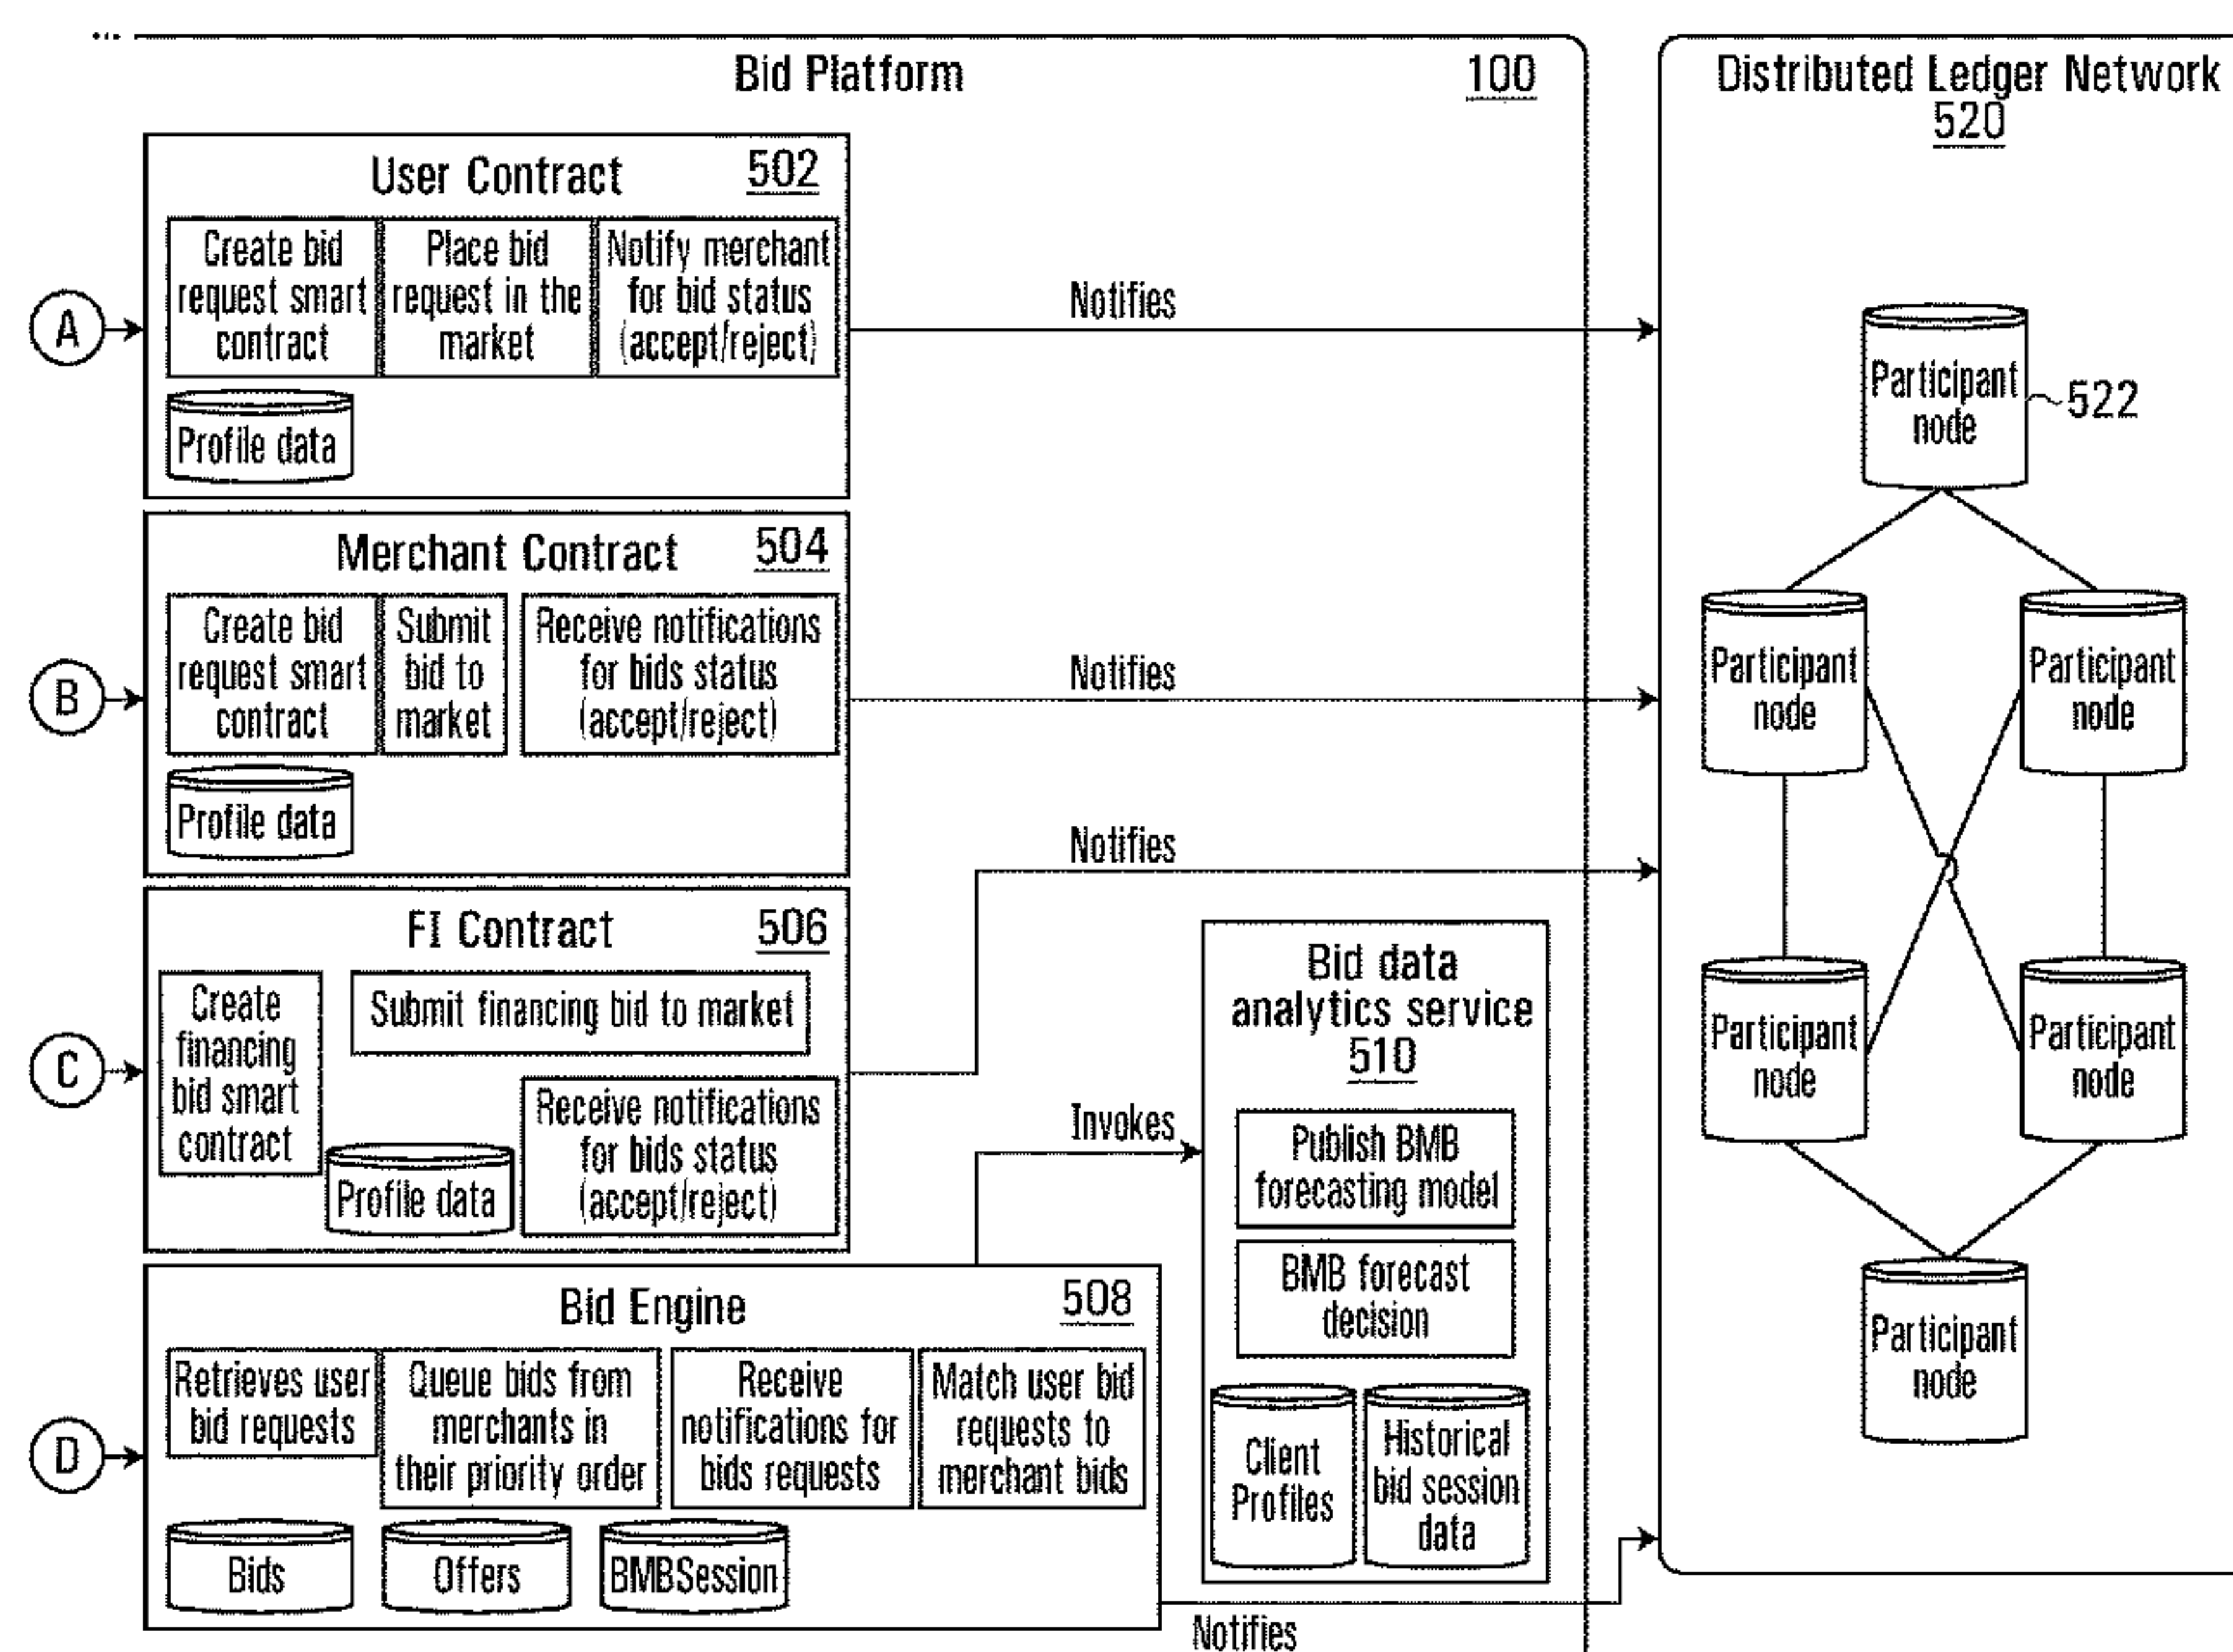 ...
Bid Platform
100
User Contract
502
Create bid
request smart
contract
Place bid
request in the
market
Notify merchant
for bid status
(accept/reject)
Profile data
A
Notifies
Merchant Contract
504
Create bid
request smart
contract
Submit
bid to
market
Receive notifications
for bids status
(accept/reject)
Profile data
B
Notifies
FI Contract
506
Create
financing
bid smart
contract
Submit financing bid to market
Profile data
Receive notifications
for bids status
(accept/reject)
C
Notifies
Bid Engine
508
Retrieves user
bid requests
Queue bids from
merchants in
their priority order
Receive
notifications for
bids requests
Match user bid
requests to
merchant bids
Bids
Offers
BMBSession
D
Notifies
Invokes
Bid data
analytics service
510
Publish BMB
forecasting model
BMB forecast
decision
Client
Profiles
Historical
bid session
data
Distributed Ledger Network
520
Participant
node
522
Participant
node
Participant
node
Participant
node
Participant
node
Participant
node